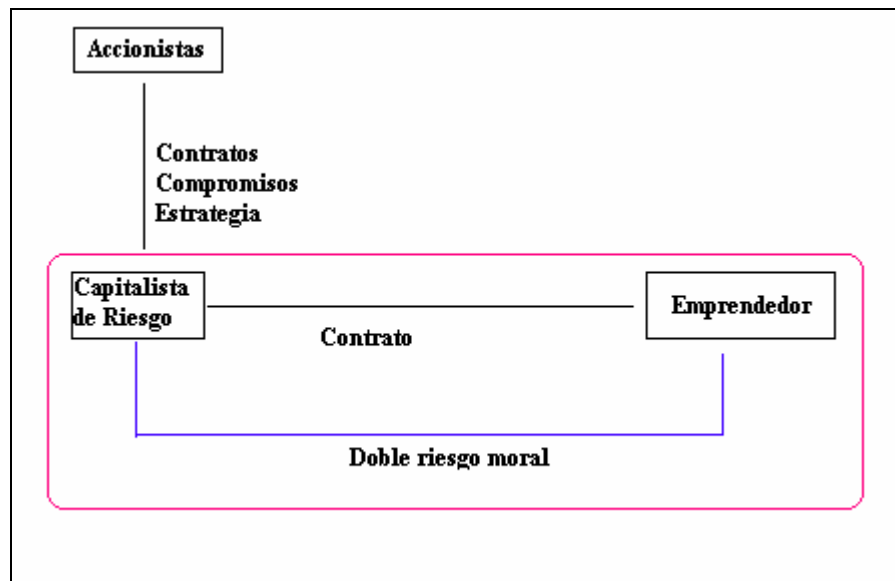 Accionistas
Contratos
Compromisos
Estrategia
Capitalista
de Riesgo
Contrato
Emprendedor
Doble riesgo moral